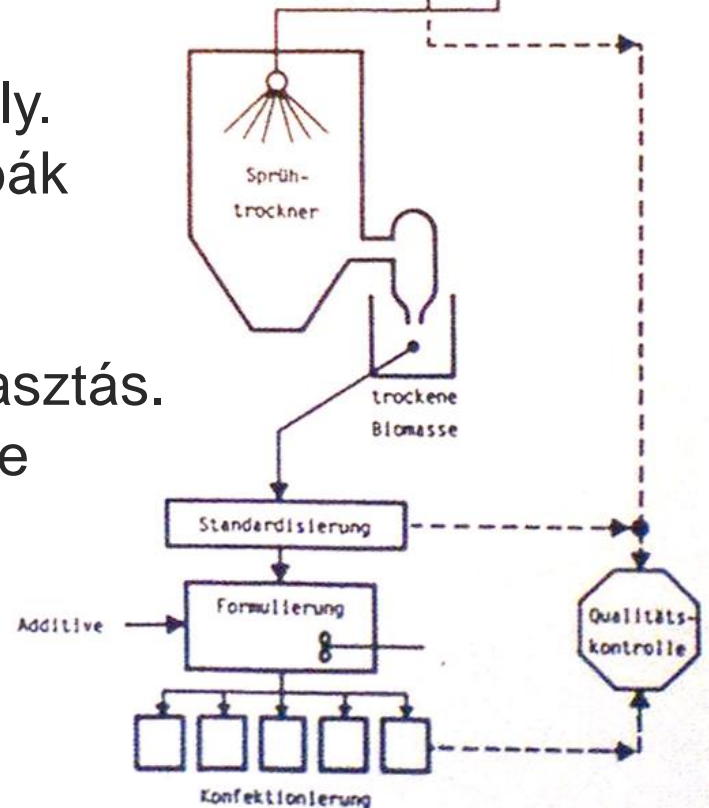 ly.
pák
asztás.
e
Sprüh-
trockner
trockene
Biomasse
Standardisierung
Additive
Formulierung
Qualitäts-
kontrolle
Konfektionierung